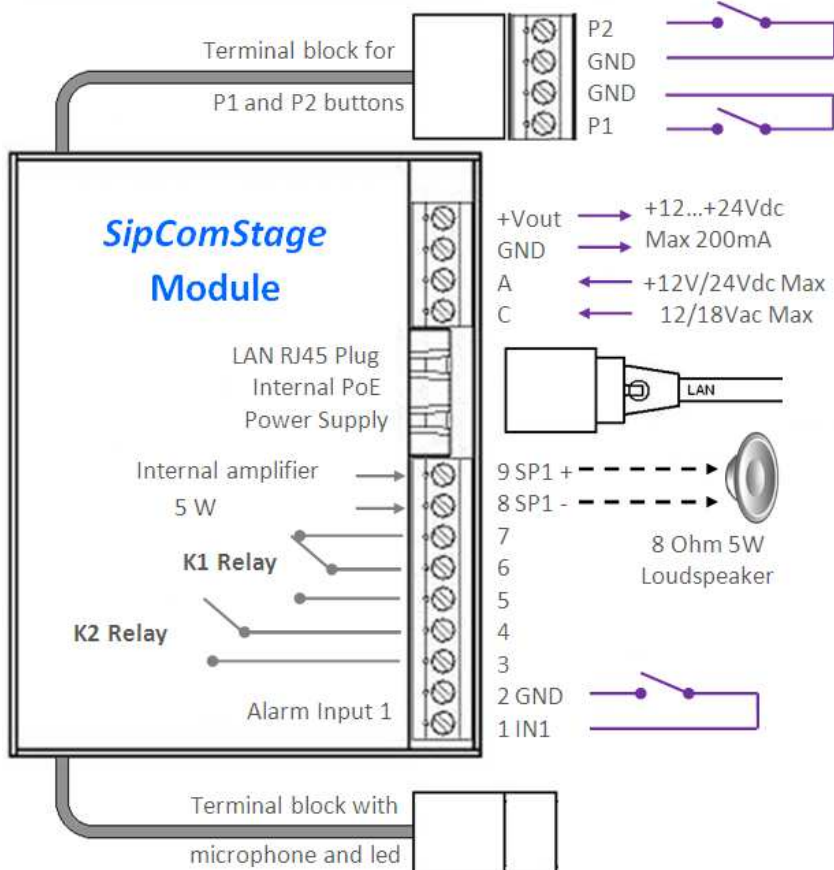 Terminal block for
P1 and P2 buttons
P2
GND
GND
P1
SipComStage
Module
+Vout
GND
A
C
+12...+24Vdc
Max 200mA
+12V/24Vdc Max
12/18Vac Max
LAN RJ45 Plug
Internal PoE
Power Supply
LAN
Internal amplifier
5 W
9 SP1 +
8 SP1 -
8 Ohm 5W
Loudspeaker
K1 Relay
7
6
5
K2 Relay
4
3
Alarm Input 1
2 GND
1 IN1
Terminal block with
microphone and led